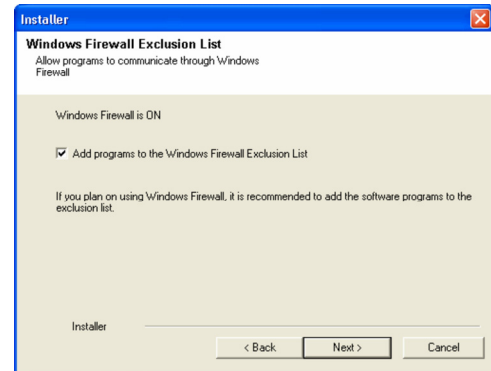 Installer
Windows Firewall Exclusion List
Allow programs to communicate through Windows
Firewall
Windows Firewall is ON
Add programs to the Windows Firewall Exclusion List
If you plan on using Windows Firewall, it is recommended to add the software programs to the
exclusion list.
Installer
< Back Next > Cancel